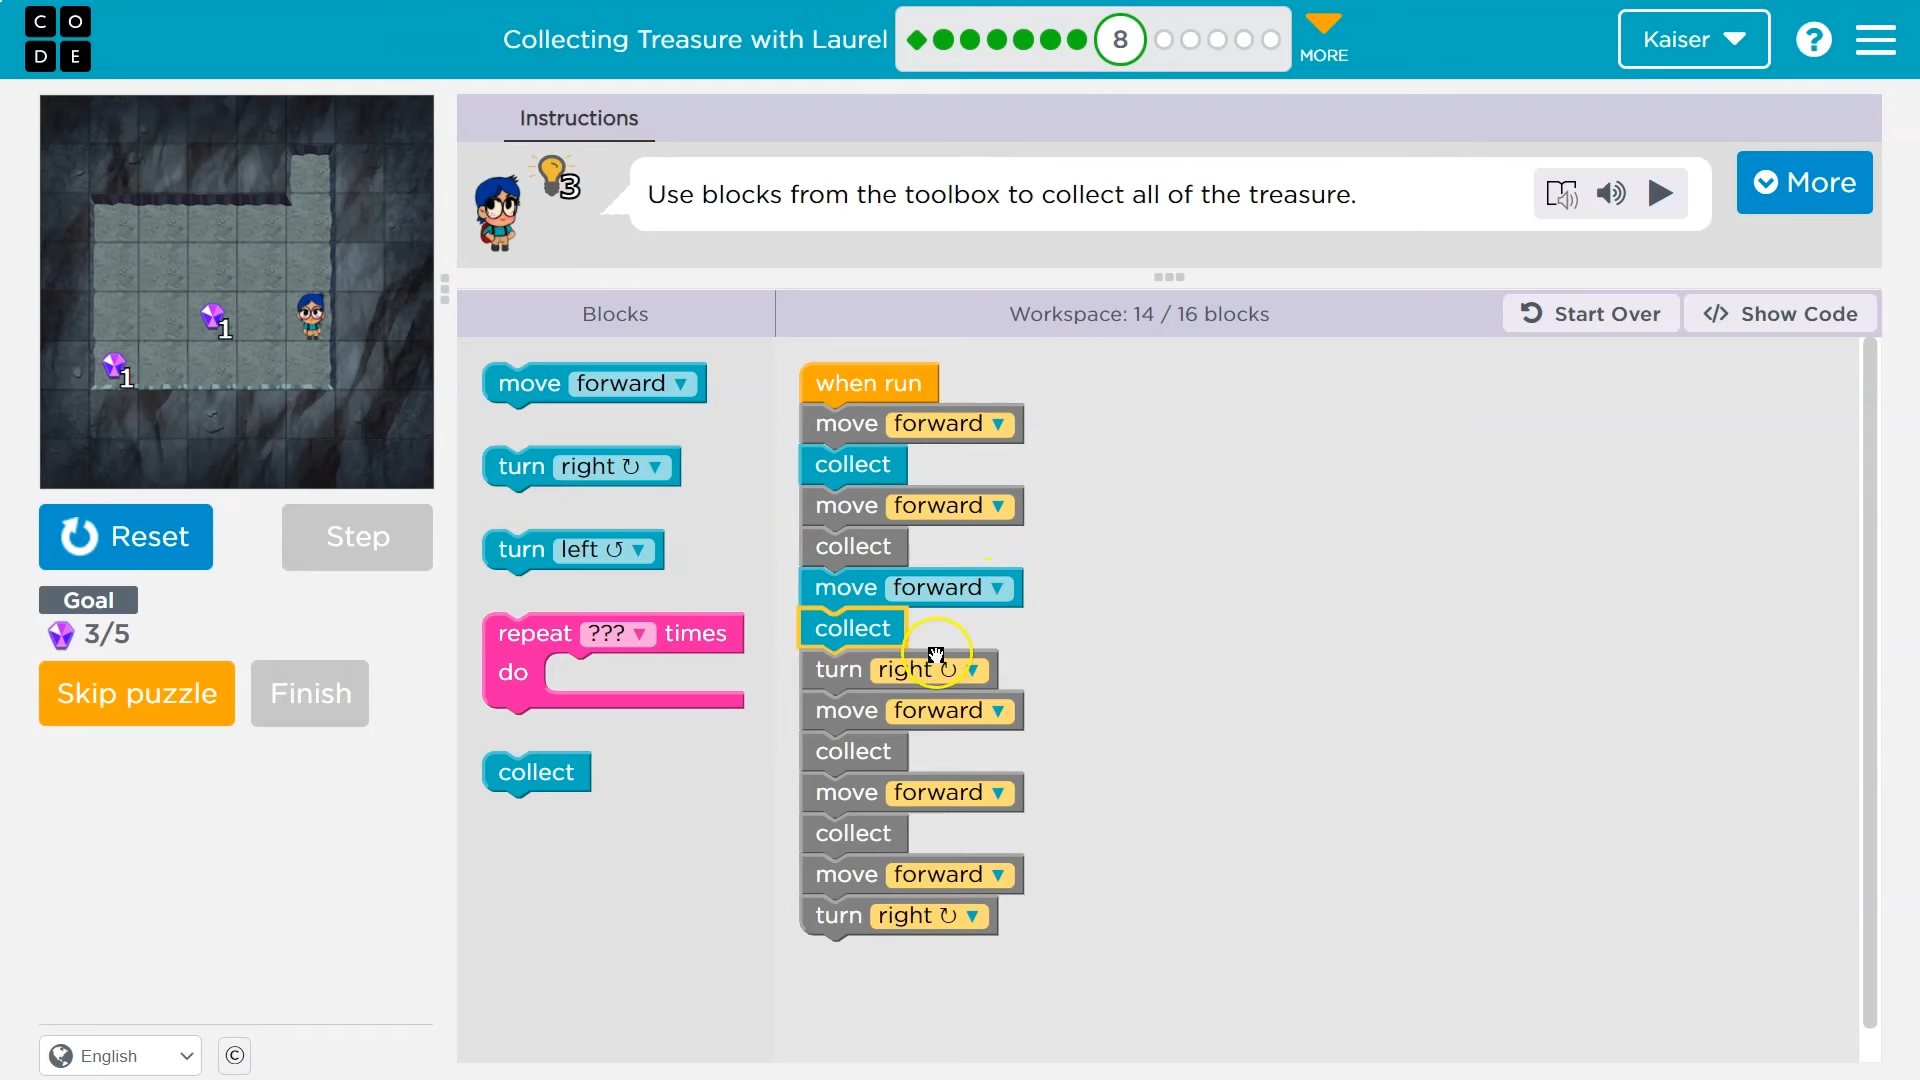 CO
DE
Collecting Treasure with Laurel
8
MORE
Kaiser
?
1
1
Reset
Step
Goal
3/5
Skip puzzle
Finish
English
©
Instructions
3
Use blocks from the toolbox to collect all of the treasure.
More
Blocks
Workspace: 14 / 16 blocks
Start Over
</> Show Code
move forward ▼
turn right ↻ ▼
turn left ↺ ▼
repeat ??? ▼ times
do
collect
when run
move forward ▼
collect
move forward ▼
collect
move forward ▼
collect
turn right ↻ ▼
move forward ▼
collect
move forward ▼
collect
move forward ▼
turn right ↻ ▼